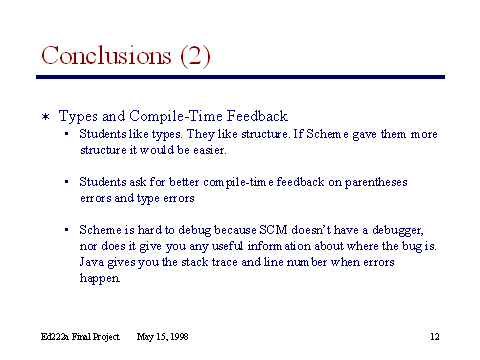 Conclusions (2)
* Types and Compile-Time Feedback
• Students like types. They like structure. If Scheme gave them more
structure it would be easier.
• Students ask for better compile-time feedback on parentheses
errors and type errors
• Scheme is hard to debug because SCM doesn't have a debugger,
nor does it give you any useful information about where the bug is.
Java gives you the stack trace and line number when errors
happen.
Ed222a Final Project May 15, 1998 12